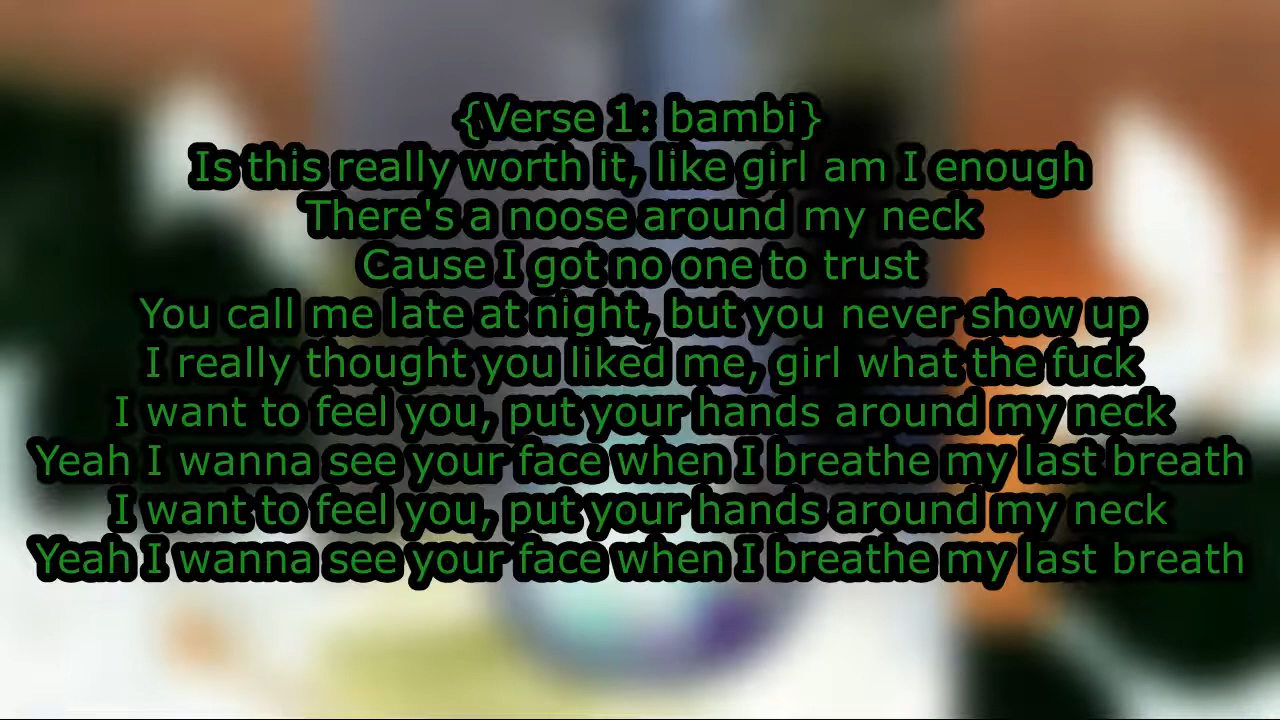 {Verse 1: bambi}
Is this really worth it, like girl am I enough
There's a noose around my neck
Cause I got no one to trust
You call me late at night, but you never show up
I really thought you liked me, girl what the fuck
I want to feel you, put your hands around my neck
Yeah I wanna see your face when I breathe my last breath
I want to feel you, put your hands around my neck
Yeah I wanna see your face when I breathe my last breath